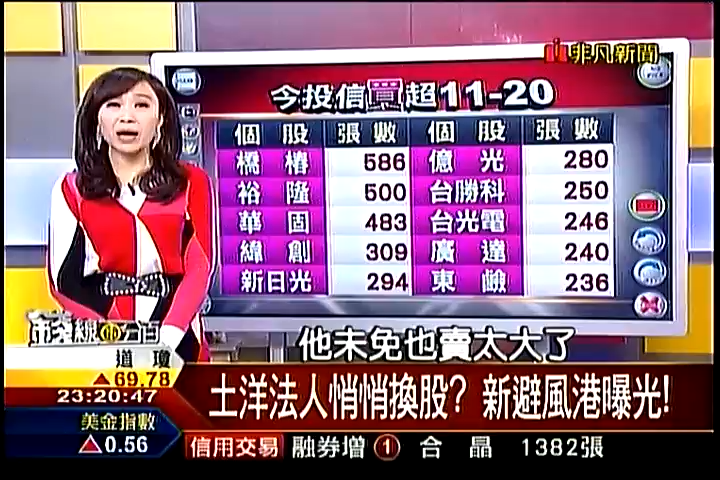 非凡新聞
今投信買超11-20
個股 張數 個股 張數
橋椿 586 億光 280
裕隆 500 台勝科 250
華固 483 台光電 246
緯創 309 廣達 240
新日光 294 東鹼 236
他未免也賣太大了
道瓊
▲69.78
23:20:47
土洋法人悄悄換股? 新避風港曝光!
美金指數
▲0.56
信用交易 融券增 1 合晶 1382張